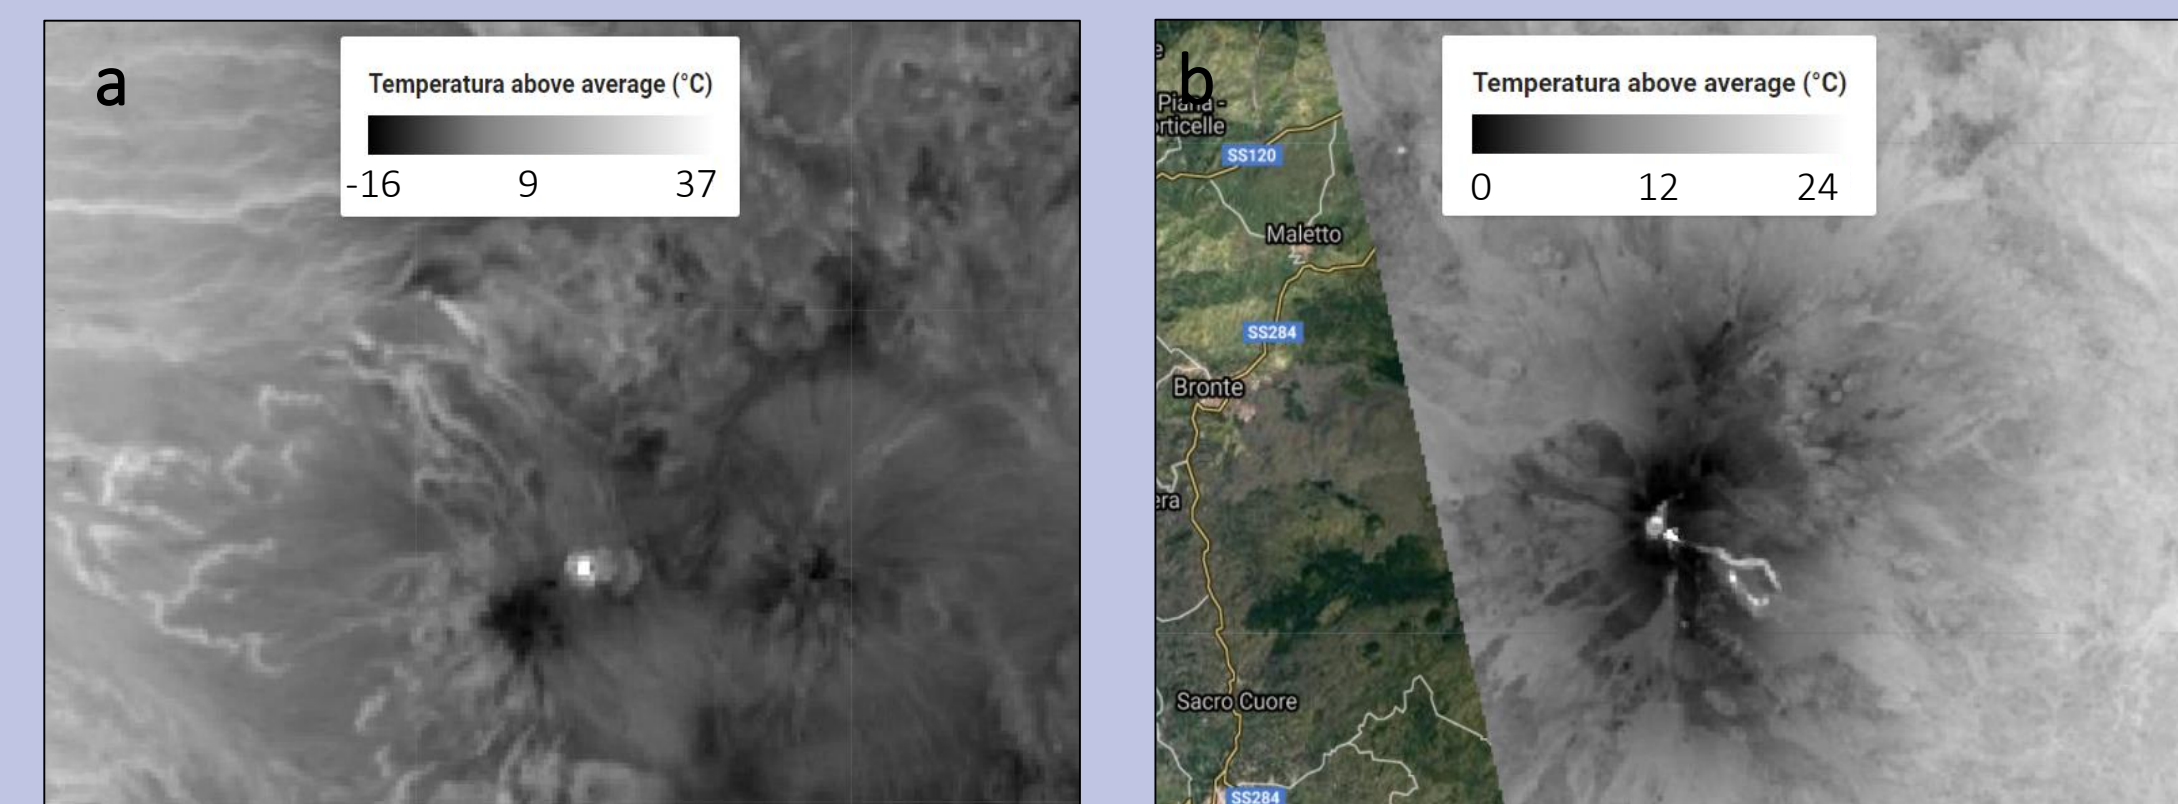 a
Temperatura above average (°C)
-16 9 37
b
Temperatura above average (°C)
0 12 24
e
Piana -
orticelle
SS120
Maletto
SS284
Bronte
era
Sacro Cuore
SS284